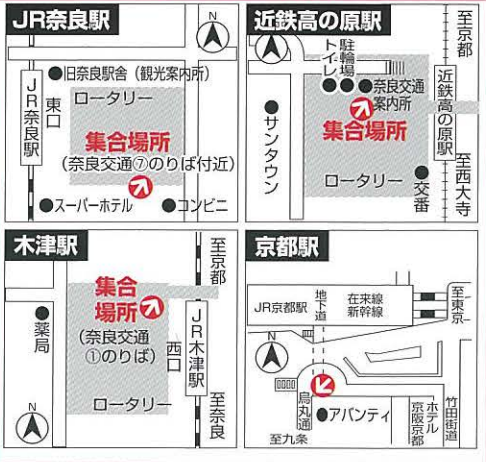 JR奈良駅
N
旧奈良駅舎（観光案内所）
ロータリー
東口
JR奈良駅
集合場所
（奈良交通⑦のりば付近）
スーパーホテル
コンビニ
近鉄高の原駅
N
トイレ
駐輪場
至京都
奈良交通
案内所
近鉄高の原駅
集合場所
サンタウン
ロータリー
交番
至西大寺
木津駅
至京都
集合
場所
（奈良交通
①のりば）
薬局
西口
JR木津駅
ロータリー
至奈良
N
京都駅
JR京都駅
地下道
在来線
新幹線
至東京
N
烏丸通
アバンティ
至九条
ホテル
京阪京都
竹田街道